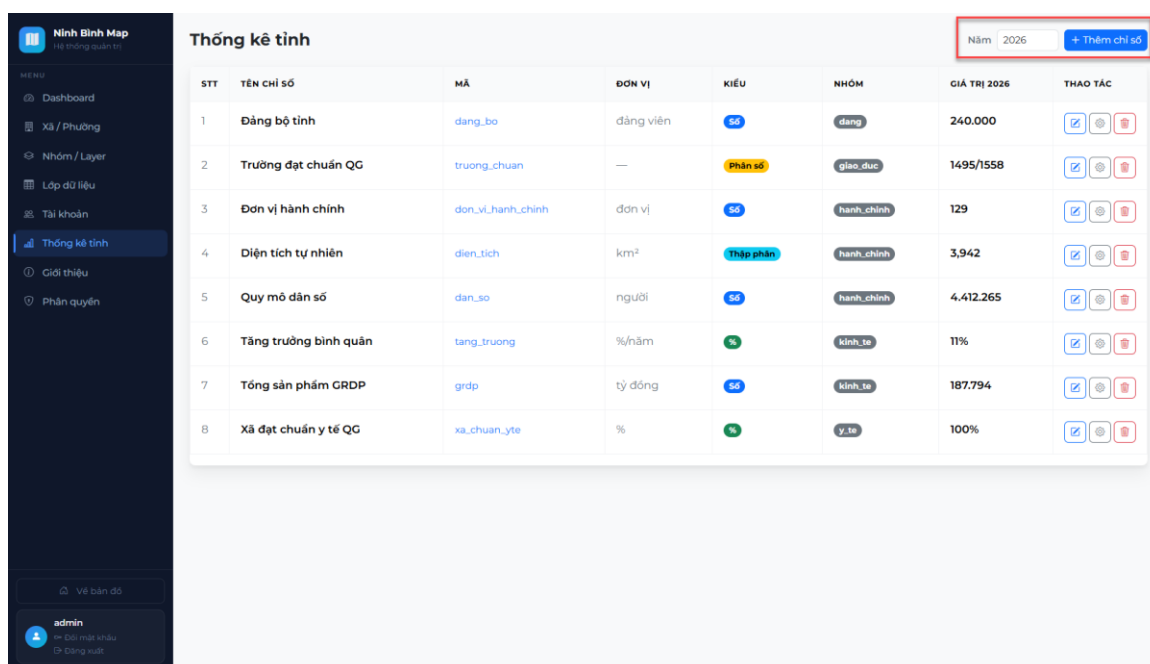 Ninh Bình Map
Hệ thống quản trị
MENU
Dashboard
Xã / Phường
Nhóm / Layer
Lớp dữ liệu
Tài khoản
Thống kê tỉnh
Giới thiệu
Phân quyền
Về bản đồ
admin
Đổi mật khẩu
Đăng xuất
Thống kê tỉnh
Năm 2026 + Thêm chỉ số
STT TÊN CHỈ SỐ MÃ ĐƠN VỊ KIỂU NHÓM GIÁ TRỊ 2026 THAO TÁC
1 Đảng bộ tỉnh dang_bo đảng viên Số dang 240.000
2 Trường đạt chuẩn QG truong_chuan — Phân số giao_duc 1495/1558
3 Đơn vị hành chính don_vi_hanh_chinh đơn vị Số hanh_chinh 129
4 Diện tích tự nhiên dien_tich km² Thập phân hanh_chinh 3,942
5 Quy mô dân số dan_so người Số hanh_chinh 4.412.265
6 Tăng trưởng bình quân tang_truong %/năm % kinh_te 11%
7 Tổng sản phẩm GRDP grdp tỷ đồng Số kinh_te 187.794
8 Xã đạt chuẩn y tế QG xa_chuan_yte % % y_te 100%